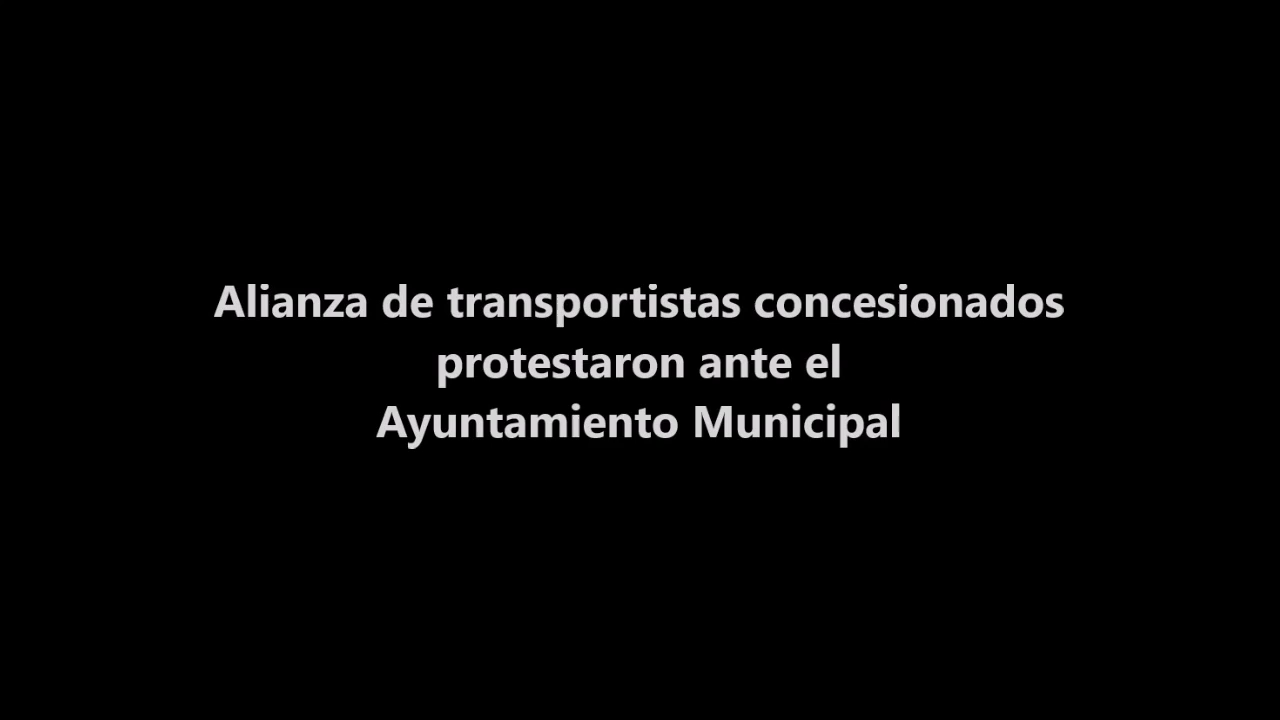 Alianza de transportistas concesionados
protestaron ante el
Ayuntamiento Municipal